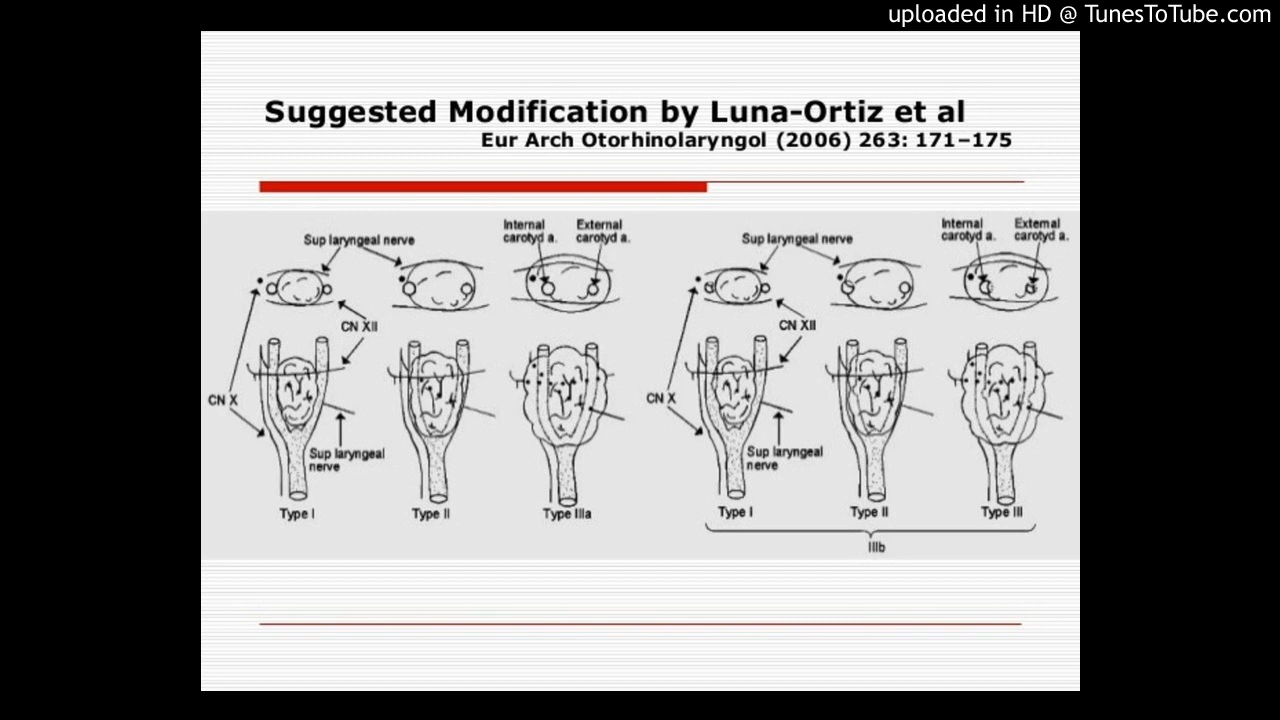 uploaded in HD @ TunesToTube.com
Suggested Modification by Luna-Ortiz et al
Eur Arch Otorhinolaryngol (2006) 263: 171–175
Sup laryngeal nerve
Internal
carotyd a.
External
carotyd a.
CN XII
CN X
Sup laryngeal
nerve
Type I
Type II
Type IIIa
Sup laryngeal nerve
Internal
carotyd a.
External
carotyd a.
CN XII
CN X
Sup laryngeal
nerve
Type I
Type II
Type III
IIIb